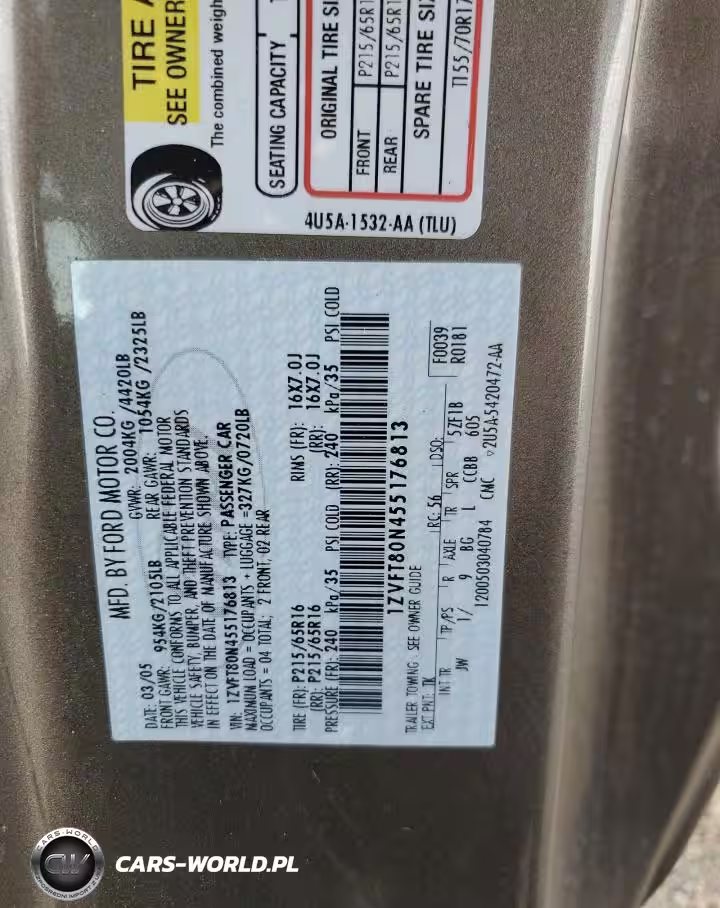 TIRE A
SEE OWNER
The combined weigh
SEATING CAPACITY
ORIGINAL TIRE SI
FRONT P215/65R1
REAR P215/65R1
SPARE TIRE SIZ
T155/70R17
4U5A-1532-AA (TLU)
MFD. BY FORD MOTOR CO.
DATE: 03/05 GVWR: 2004KG /4420LB
FRONT GAWR: 954KG/2105LB REAR GAWR: 1054KG /2325LB
THIS VEHICLE CONFORMS TO ALL APPLICABLE FEDERAL MOTOR
VEHICLE SAFETY, BUMPER, AND THEFT PREVENTION STANDARDS
IN EFFECT ON THE DATE OF MANUFACTURE SHOWN ABOVE.
VIN: 1ZVFT80N455176813 TYPE: PASSENGER CAR
MAXIMUM LOAD = OCCUPANTS + LUGGAGE =327KG/0720LB
OCCUPANTS = 04 TOTAL: 2 FRONT, 02 REAR
TIRE (FR): P215/65R16 RIMS (FR): 16X7.0J
(RR): P215/65R16 (RR): 16X7.0J
PRESSURE (FR): 240 kPa/35 PSI COLD (RR): 240 kPa/35 PSI COLD
1ZVFT80N455176813
TRAILER TOWING - SEE OWNER GUIDE
EXT PNT: TK RC: 56 DSO: F0039
R0181
INT TR TP/PS R AXLE TR SPR 5ZF1B
JW 1/ 9 BG L CCBB 605
1200503040784 CMC ▽2U5A-5420472-AA
CARS-WORLD
CW
CARS-WORLD.PL